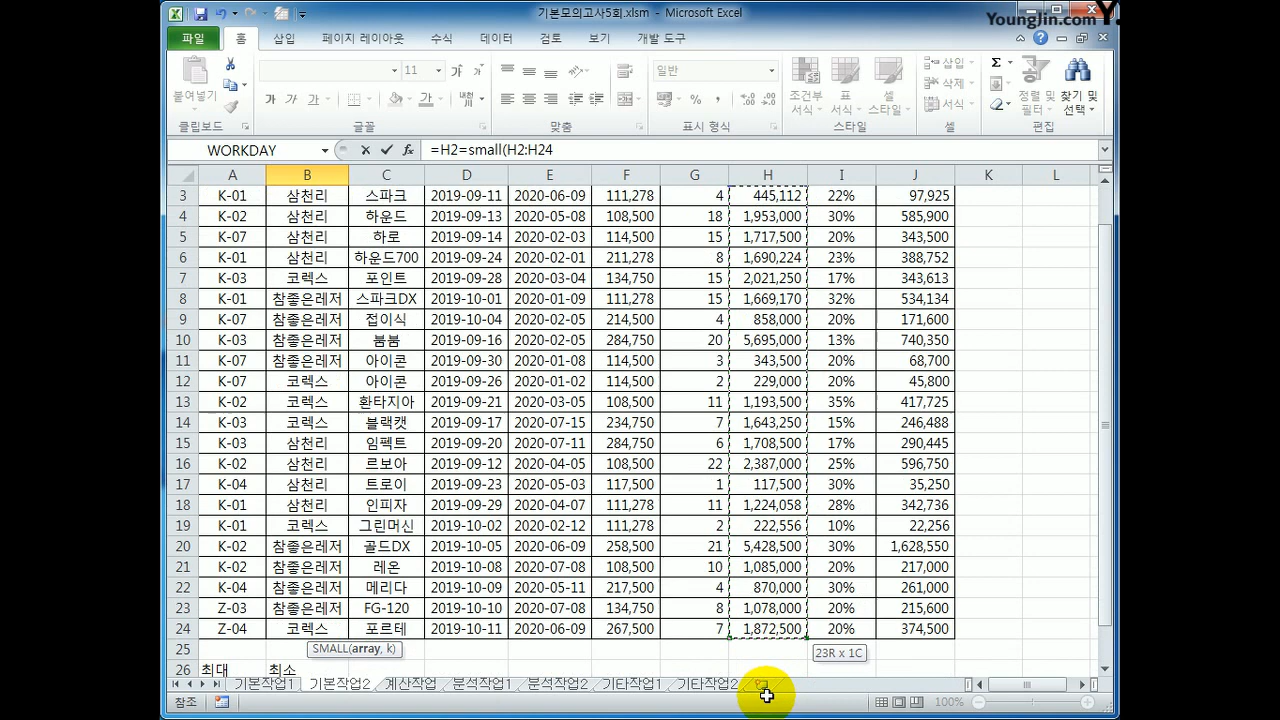 기본모의고사5회.xlsm - Microsoft Excel
YoungJin.com Y.
파일 홈 삽입 페이지 레이아웃 수식 데이터 검토 보기 개발 도구
붙여넣기 11 가 가 일반 조건부 서식 표 스타일 셀 스타일 삽입 삭제 서식 정렬 및 필터 찾기 및 선택
클립보드 글꼴 맞춤 표시 형식 스타일 셀 편집
WORKDAY =H2=small(H2:H24
A B C D E F G H I J K L
3 K-01 삼천리 스파크 2019-09-11 2020-06-09 111,278 4 445,112 22% 97,925
4 K-02 삼천리 하운드 2019-09-13 2020-05-08 108,500 18 1,953,000 30% 585,900
5 K-07 삼천리 하로 2019-09-14 2020-02-03 114,500 15 1,717,500 20% 343,500
6 K-01 삼천리 하운드700 2019-09-24 2020-02-01 211,278 8 1,690,224 23% 388,752
7 K-03 코렉스 포인트 2019-09-28 2020-03-04 134,750 15 2,021,250 17% 343,613
8 K-01 참좋은레저 스파크DX 2019-10-01 2020-01-09 111,278 15 1,669,170 32% 534,134
9 K-07 참좋은레저 접이식 2019-10-04 2020-02-05 214,500 4 858,000 20% 171,600
10 K-03 참좋은레저 붐붐 2019-09-16 2020-02-05 284,750 20 5,695,000 13% 740,350
11 K-07 참좋은레저 아이콘 2019-09-30 2020-01-08 114,500 3 343,500 20% 68,700
12 K-07 코렉스 아이콘 2019-09-26 2020-01-02 114,500 2 229,000 20% 45,800
13 K-02 코렉스 환타지아 2019-09-21 2020-03-05 108,500 11 1,193,500 35% 417,725
14 K-03 코렉스 블랙캣 2019-09-17 2020-07-15 234,750 7 1,643,250 15% 246,488
15 K-03 삼천리 임펙트 2019-09-20 2020-07-11 284,750 6 1,708,500 17% 290,445
16 K-02 삼천리 르보아 2019-09-12 2020-04-05 108,500 22 2,387,000 25% 596,750
17 K-04 삼천리 트로이 2019-09-23 2020-05-03 117,500 1 117,500 30% 35,250
18 K-01 삼천리 인피자 2019-09-29 2020-04-07 111,278 11 1,224,058 28% 342,736
19 K-01 코렉스 그린머신 2019-10-02 2020-02-12 111,278 2 222,556 10% 22,256
20 K-02 참좋은레저 골드DX 2019-10-05 2020-06-09 258,500 21 5,428,500 30% 1,628,550
21 K-02 참좋은레저 레온 2019-10-08 2020-07-08 108,500 10 1,085,000 20% 217,000
22 K-04 참좋은레저 메리다 2019-10-09 2020-05-11 217,500 4 870,000 30% 261,000
23 Z-03 참좋은레저 FG-120 2019-10-10 2020-07-08 134,750 8 1,078,000 20% 215,600
24 Z-04 코렉스 포르테 2019-10-11 2020-06-09 267,500 7 1,872,500 20% 374,500
25 SMALL(array, k) 23R x 1C
26 최대 최소
기본작업1 기본작업2 계산작업 분석작업1 분석작업2 기타작업1 기타작업2
참조 100%